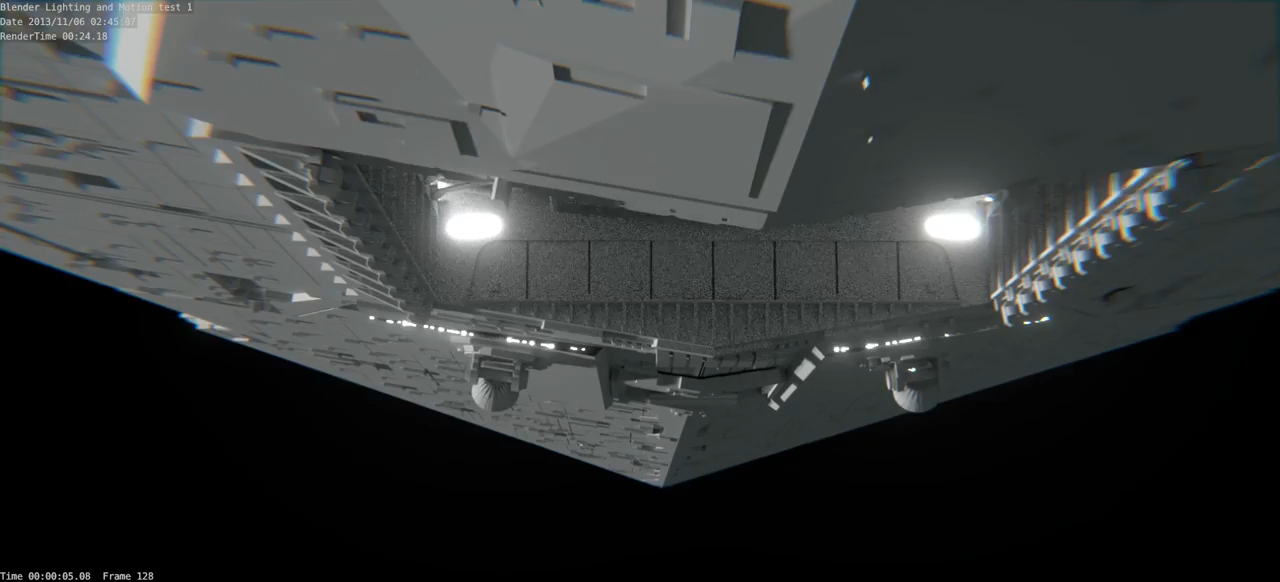 Blender Lighting and Motion test 1
Date 2013/11/06 02:45:07
RenderTime 00:24.18
Time 00:00:05.08 Frame 128